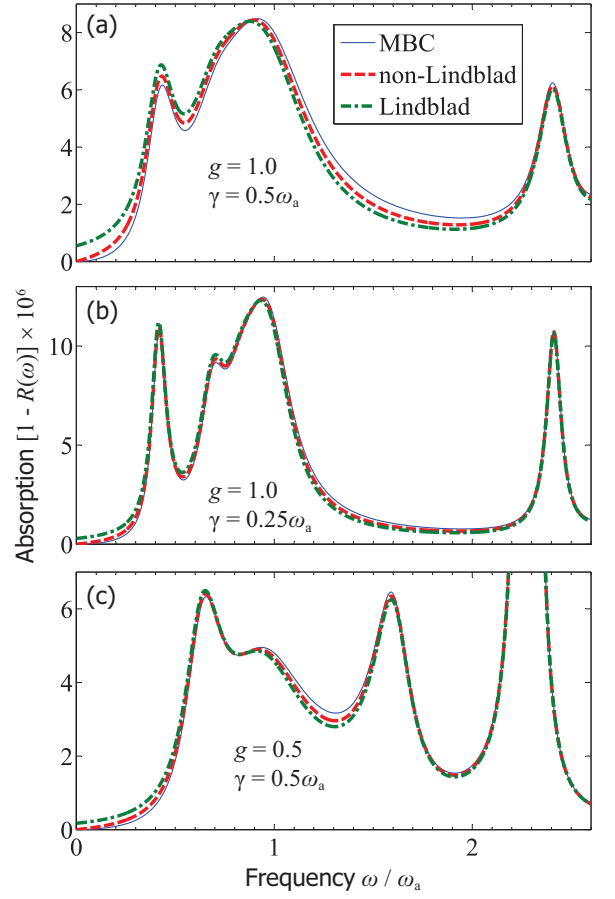 (a)
MBC
non-Lindblad
Lindblad
g = 1.0
γ = 0.5ωa
8
6
4
2
0
(b)
g = 1.0
γ = 0.25ωa
10
5
0
Absorption [1 - R(ω)] × 10⁶
(c)
g = 0.5
γ = 0.5ωa
6
4
2
0
0 1 2
Frequency ω / ωa